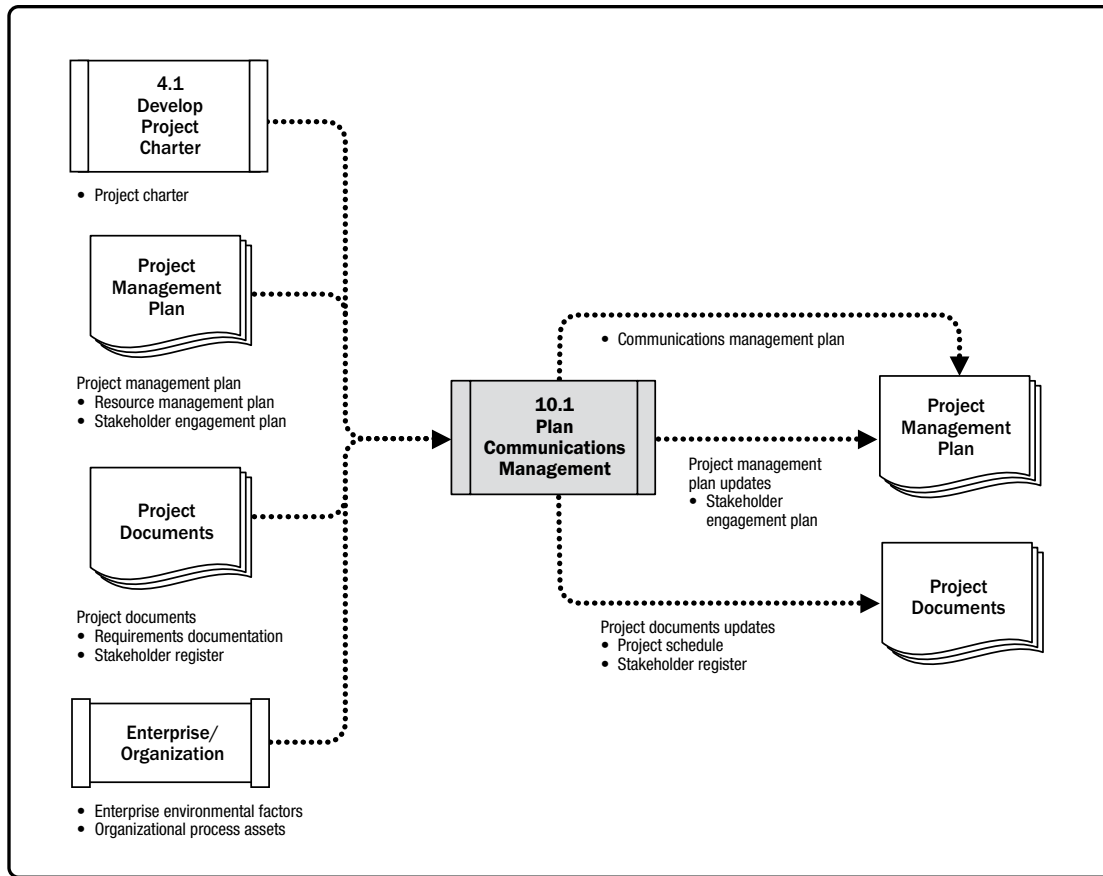 4.1
Develop
Project
Charter
• Project charter
Project
Management
Plan
Project management plan
• Resource management plan
• Stakeholder engagement plan
Project
Documents
Project documents
• Requirements documentation
• Stakeholder register
Enterprise/
Organization
• Enterprise environmental factors
• Organizational process assets
10.1
Plan
Communications
Management
• Communications management plan
Project management
plan updates
• Stakeholder
engagement plan
Project documents updates
• Project schedule
• Stakeholder register
Project
Management
Plan
Project
Documents